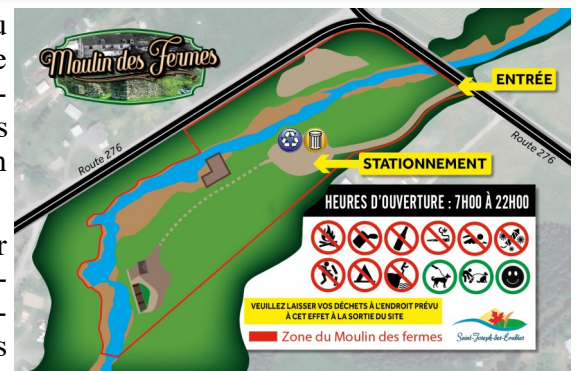 u
e
-
s
n
r
-
-
s
Moulin des Fermes
ENTRÉE
Route 276
Route 276
STATIONNEMENT
HEURES D'OUVERTURE : 7H00 À 22H00
VEUILLEZ LAISSER VOS DÉCHETS À L'ENDROIT PRÉVU
À CET EFFET À LA SORTIE DU SITE
Zone du Moulin des fermes
Saint-Joseph-des-Érables